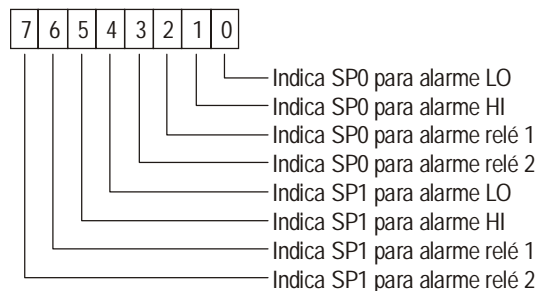 7 6 5 4 3 2 1 0
Indica SP0 para alarme LO
Indica SP0 para alarme HI
Indica SP0 para alarme relé 1
Indica SP0 para alarme relé 2
Indica SP1 para alarme LO
Indica SP1 para alarme HI
Indica SP1 para alarme relé 1
Indica SP1 para alarme relé 2